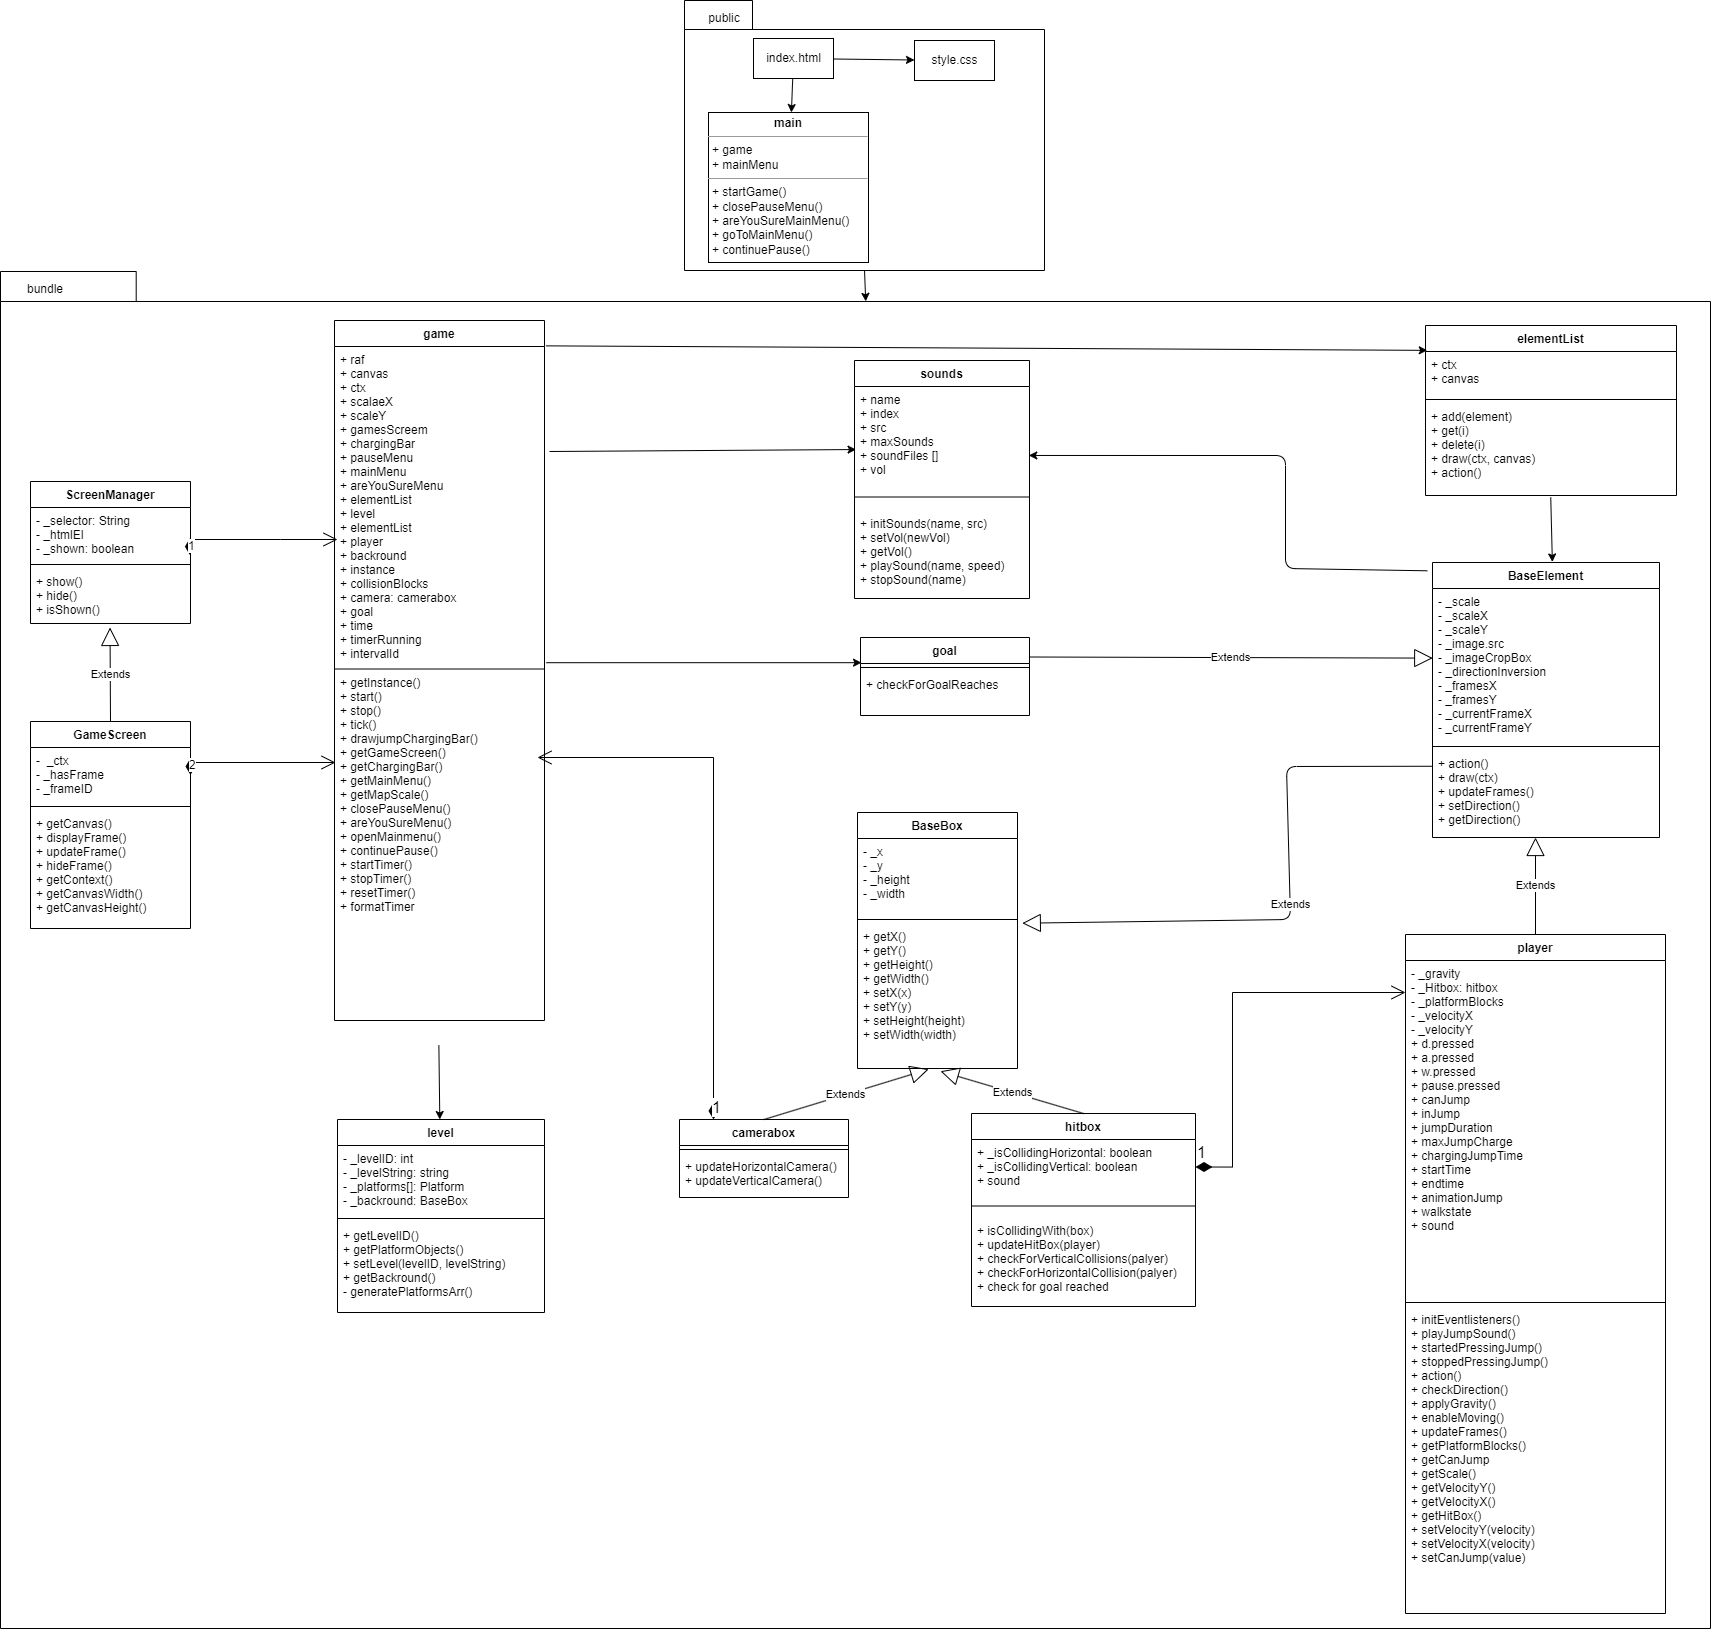 public
index.html
style.css
main
+ game
+ mainMenu
+ startGame()
+ closePauseMenu()
+ areYouSureMainMenu()
+ goToMainMenu()
+ continuePause()
bundle
ScreenManager
- _selector: String
- _htmlEl
- _shown: boolean
+ show()
+ hide()
+ isShown()
1
Extends
GameScreen
- _ctx
- _hasFrame
- _frameID
+ getCanvas()
+ displayFrame()
+ updateFrame()
+ hideFrame()
+ getContext()
+ getCanvasWidth()
+ getCanvasHeight()
2
game
+ raf
+ canvas
+ ctx
+ scalaeX
+ scaleY
+ gamesScreem
+ chargingBar
+ pauseMenu
+ mainMenu
+ areYouSureMenu
+ elementList
+ level
+ elementList
+ player
+ backround
+ instance
+ collisionBlocks
+ camera: camerabox
+ goal
+ time
+ timerRunning
+ intervalId
+ getInstance()
+ start()
+ stop()
+ tick()
+ drawjumpChargingBar()
+ getGameScreen()
+ getChargingBar()
+ getMainMenu()
+ getMapScale()
+ closePauseMenu()
+ areYouSureMenu()
+ openMainmenu()
+ continuePause()
+ startTimer()
+ stopTimer()
+ resetTimer()
+ formatTimer
level
- _levelID: int
- _levelString: string
- _platforms[]: Platform
- _backround: BaseBox
+ getLevelID()
+ getPlatformObjects()
+ setLevel(levelID, levelString)
+ getBackround()
- generatePlatformsArr()
sounds
+ name
+ index
+ src
+ maxSounds
+ soundFiles []
+ vol
+ initSounds(name, src)
+ setVol(newVol)
+ getVol()
+ playSound(name, speed)
+ stopSound(name)
goal
+ checkForGoalReaches
Extends
BaseBox
- _x
- _y
- _height
- _width
+ getX()
+ getY()
+ getHeight()
+ getWidth()
+ setX(x)
+ setY(y)
+ setHeight(height)
+ setWidth(width)
Extends
Extends
1
camerabox
+ updateHorizontalCamera()
+ updateVerticalCamera()
hitbox
- _isCollidingHorizontal: boolean
- _isCollidingVertical: boolean
+ sound
+ isCollidingWith(box)
+ updateHitBox(player)
+ checkForVerticalCollisions(palyer)
+ checkForHorizontalCollision(palyer)
+ check for goal reached
1
elementList
+ ctx
+ canvas
+ add(element)
+ get(i)
+ delete(i)
+ draw(ctx, canvas)
+ action()
BaseElement
- _scale
- _scaleX
- _scaleY
- _image.src
- _imageCropBox
- _directionInversion
- _framesX
- _framesY
- _currentFrameX
- _currentFrameY
+ action()
+ draw(ctx)
+ updateFrames()
+ setDirection()
+ getDirection()
Extends
Extends
player
- _gravity
- _Hitbox: hitbox
- _platformBlocks
- _velocityX
- _velocityY
+ d.pressed
+ a.pressed
+ w.pressed
+ pause.pressed
+ canJump
+ inJump
+ jumpDuration
+ maxJumpCharge
+ chargingJumpTime
+ startTime
+ endtime
+ animationJump
+ walkstate
+ sound
+ initEventlisteners()
+ playJumpSound()
+ startedPressingJump()
+ stoppedPressingJump()
+ action()
+ checkDirection()
+ applyGravity()
+ enableMoving()
+ updateFrames()
+ getPlatformBlocks()
+ getCanJump
+ getScale()
+ getVelocityY()
+ getVelocityX()
+ getHitBox()
+ setVelocityY(velocity)
+ setVelocityX(velocity)
+ setCanJump(value)